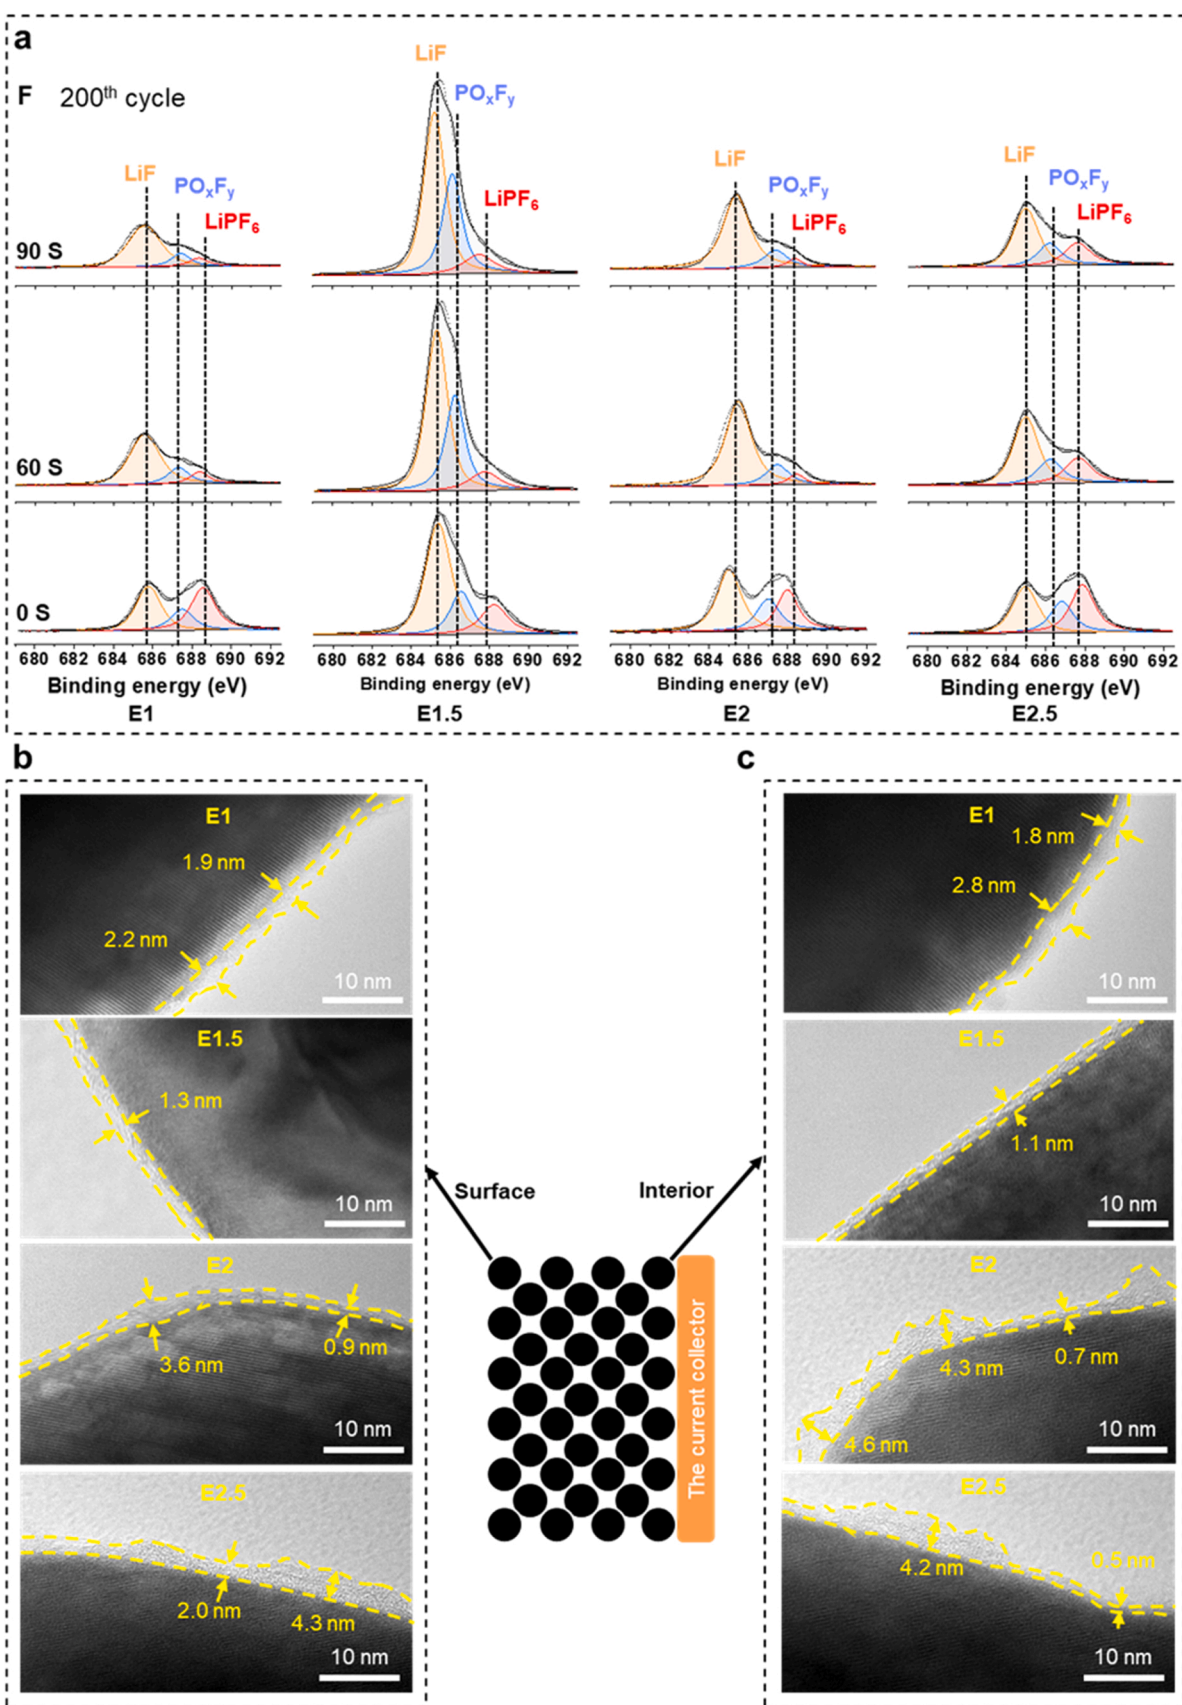 a
F 200th cycle
LiF
POxFy
LiPF6
LiF
POxFy
LiPF6
LiF
POxFy
LiPF6
LiF
POxFy
LiPF6
90 S
60 S
0 S
680 682 684 686 688 690 692
680 682 684 686 688 690 692
680 682 684 686 688 690 692
680 682 684 686 688 690 692
Binding energy (eV)
Binding energy (eV)
Binding energy (eV)
Binding energy (eV)
E1
E1.5
E2
E2.5
b
E1
1.9 nm
2.2 nm
10 nm
E1.5
1.3 nm
10 nm
E2
3.6 nm
0.9 nm
10 nm
E2.5
2.0 nm
4.3 nm
10 nm
Surface
Interior
The current collector
c
E1
1.8 nm
2.8 nm
10 nm
E1.5
1.1 nm
10 nm
E2
4.3 nm
0.7 nm
4.6 nm
10 nm
E2.5
4.2 nm
0.5 nm
10 nm